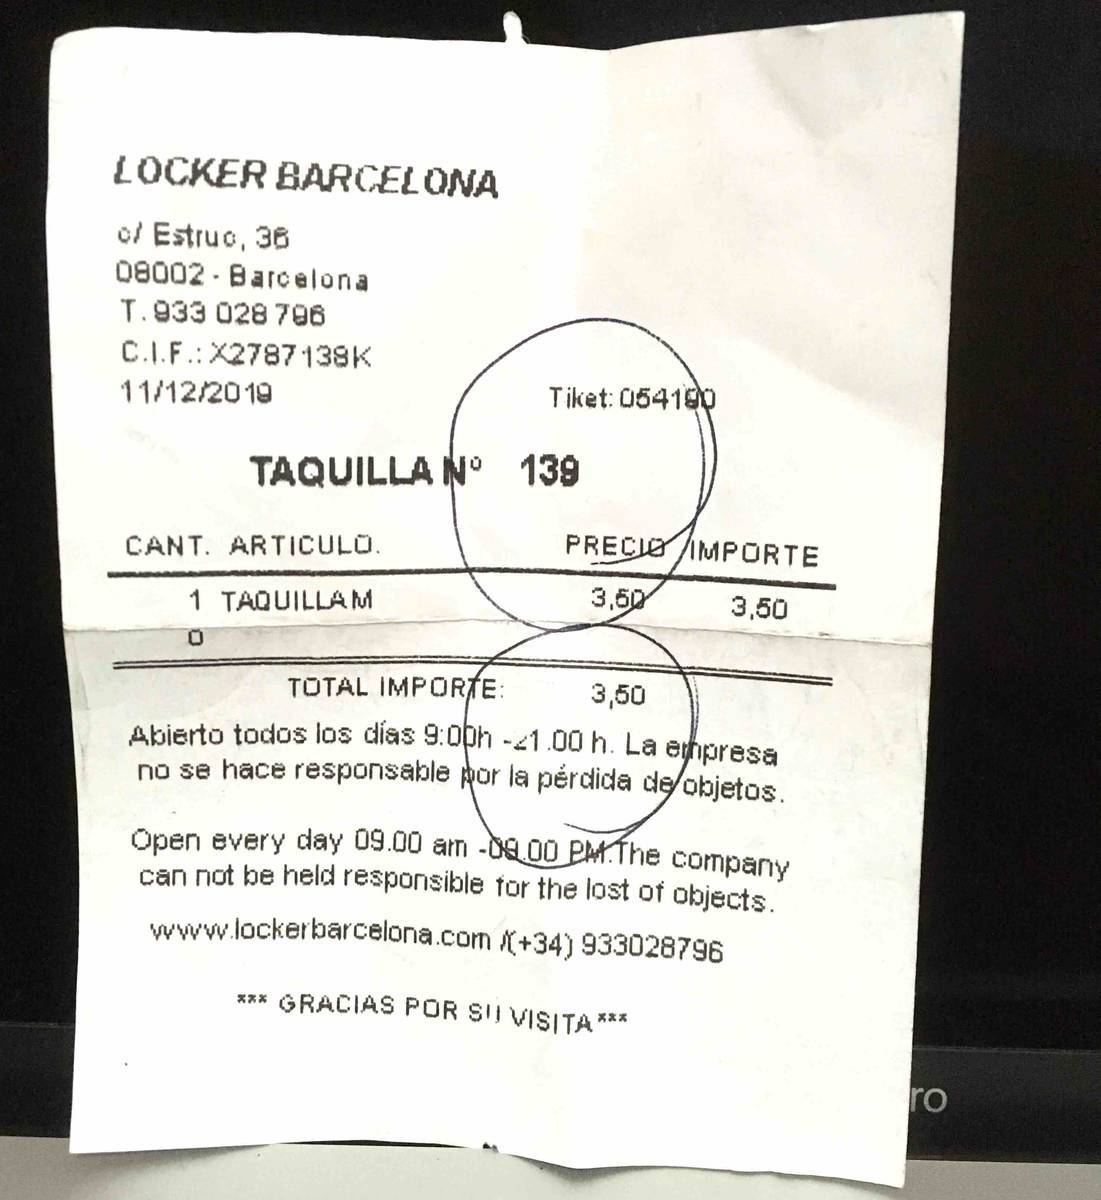 LOCKER BARCELONA
c/ Estruc, 36
08002 - Barcelona
T. 933 028 796
C.I.F.: X2787138K
11/12/2019 Tiket: 054190
TAQUILLA Nº 139
CANT. ARTICULO. PRECIO IMPORTE
1 TAQUILLA M 3,50 3,50
0
TOTAL IMPORTE: 3,50
Abierto todos los días 9:00h -21.00 h. La empresa
no se hace responsable por la pérdida de objetos.
Open every day 09.00 am -09.00 PM.The company
can not be held responsible for the lost of objects.
www.lockerbarcelona.com /(+34) 933028796
*** GRACIAS POR SU VISITA ***
ro